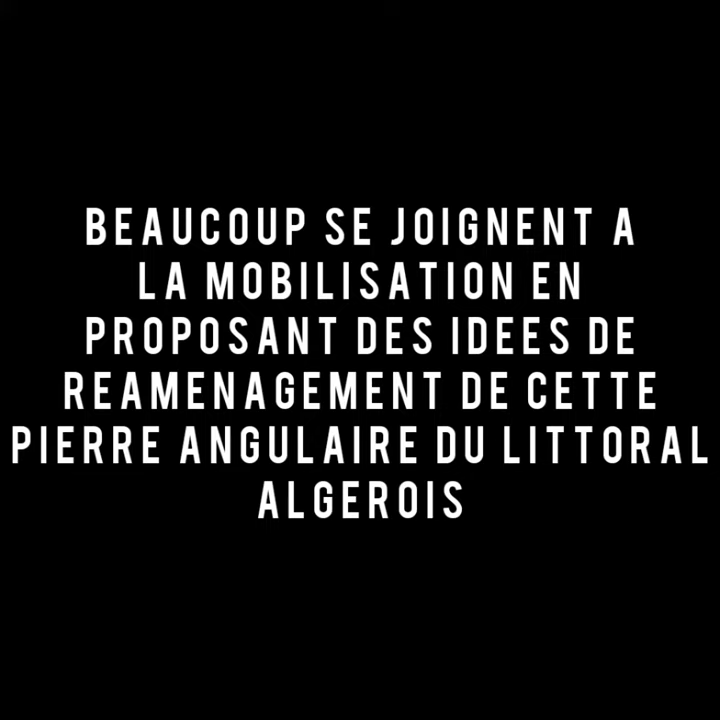 BEAUCOUP SE JOIGNENT A
LA MOBILISATION EN
PROPOSANT DES IDEES DE
REAMENAGEMENT DE CETTE
PIERRE ANGULAIRE DU LITTORAL
ALGEROIS